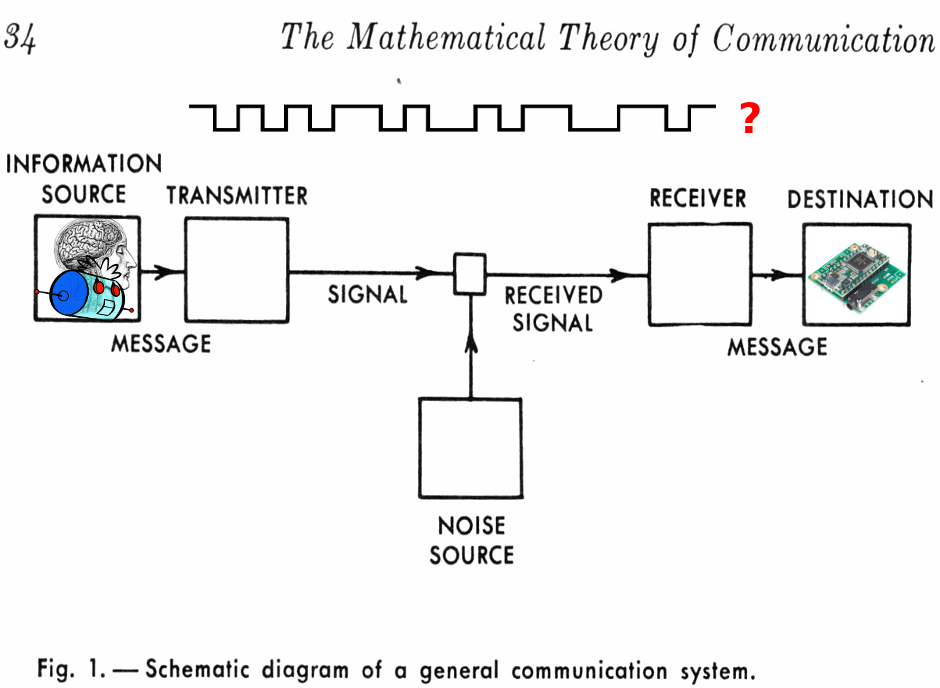 34 The Mathematical Theory of Communication
?
INFORMATION
SOURCE
TRANSMITTER
RECEIVER
DESTINATION
SIGNAL
RECEIVED
SIGNAL
MESSAGE
MESSAGE
NOISE
SOURCE
Fig. 1. — Schematic diagram of a general communication system.